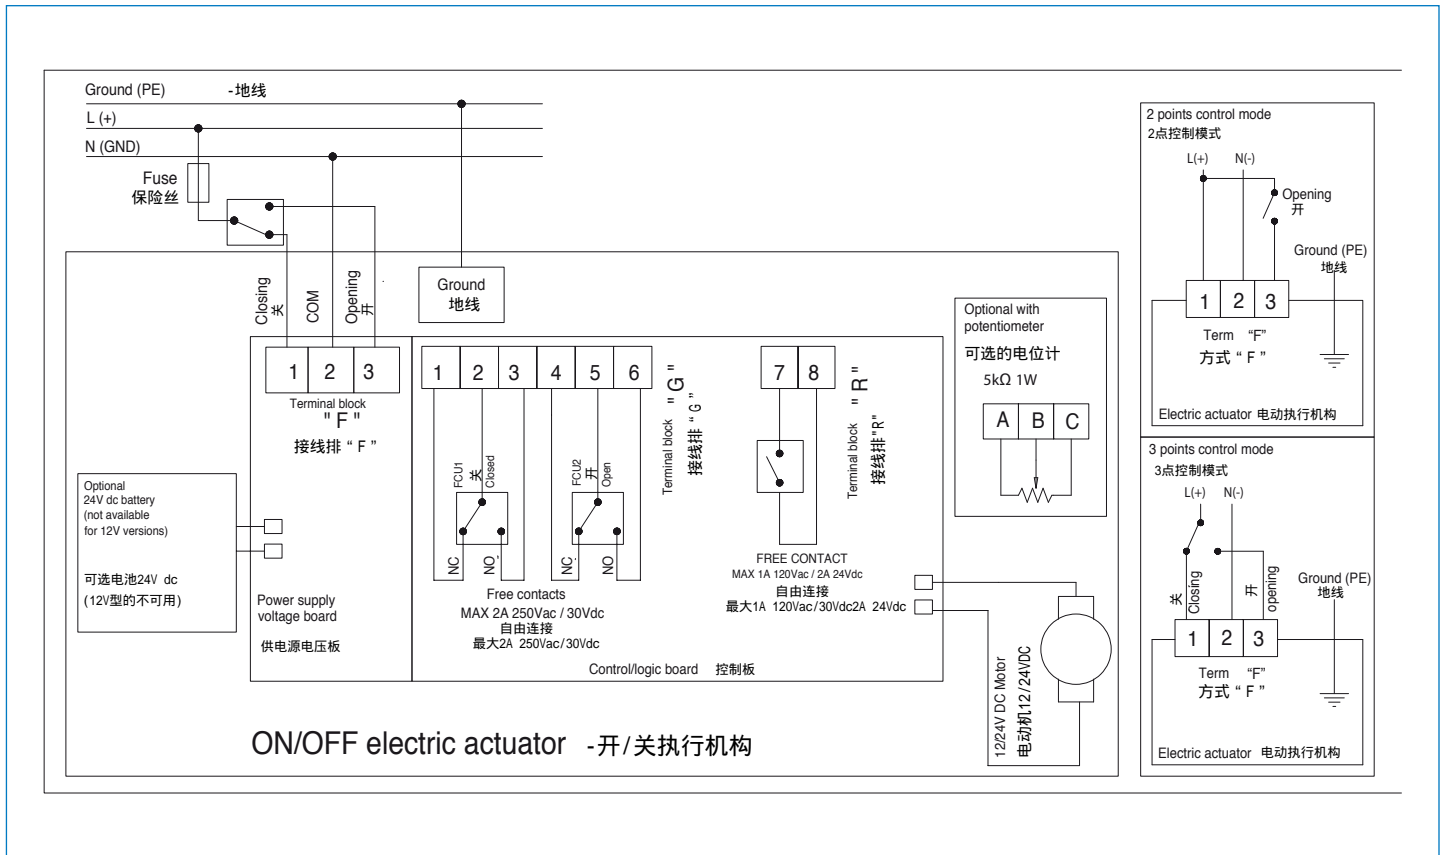 Ground (PE) -地线
L (+)
N (GND)
Fuse
保险丝
Closing
关
COM
Opening
开
Ground
地线
1 2 3
Terminal block
"F"
接线排“F”
Optional
24V dc battery
(not available
for 12V versions)
可选电池24V dc
(12V型的不可用)
Power supply
voltage board
供电源电压板
1 2 3 4 5 6
Terminal block "G"
接线排“G”
FCU1
关
Closed
FCU2
开
Open
NC NO NC NO
Free contacts
MAX 2A 250Vac / 30Vdc
自由连接
最大2A 250Vac/30Vdc
7 8
Terminal block "R"
接线排"R"
FREE CONTACT
MAX 1A 120Vac / 2A 24Vdc
自由连接
最大1A 120Vac/30Vdc2A 24Vdc
Control/logic board 控制板
Optional with
potentiometer
可选的电位计
5kΩ 1W
A B C
12/24V DC Motor
电动机12/24VDC
ON/OFF electric actuator -开/关执行机构
2 points control mode
2点控制模式
L(+) N(-)
Opening
开
Ground (PE)
地线
1 2 3
Term “F”
方式“F”
Electric actuator 电动执行机构
3 points control mode
3点控制模式
L(+) N(-)
关
Closing
开
opening
Ground (PE)
地线
1 2 3
Term “F”
方式“F”
Electric actuator 电动执行机构